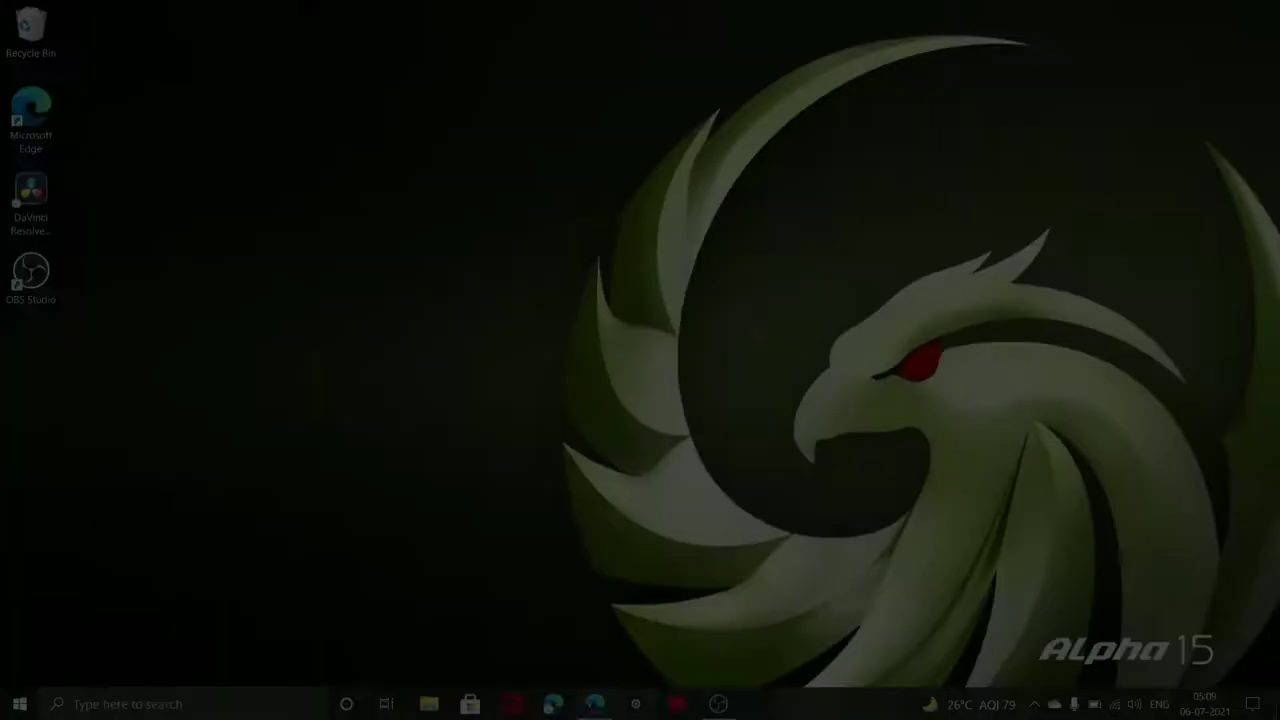 Recycle Bin
Microsoft
Edge
DaVinci
Resolve...
OBS Studio
ALpha 15
Type here to search
26°C AQI 79
ENG
05:09
06-07-2021